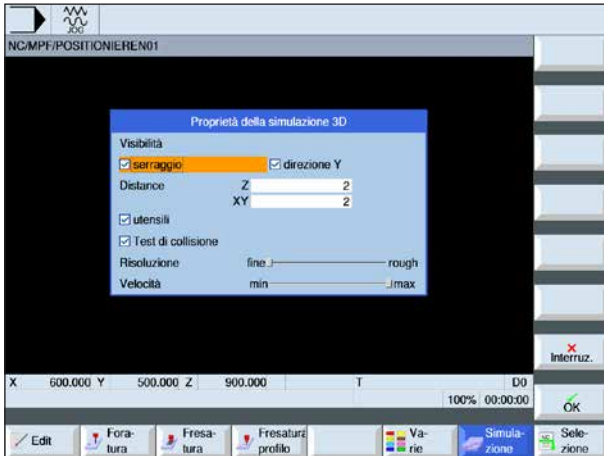 JOG
NC/MPF/POSITIONIEREN01
Proprietà della simulazione 3D
Visibilità
serraggio
direzione Y
Distance Z 2
XY 2
utensili
Test di collisione
Risoluzione fine rough
Velocità min max
Interruz.
X 600.000 Y 500.000 Z 900.000 T D0
100% 00:00:00
OK
Edit
Fora-
tura
Fresa-
tura
Fresatura
profilo
Va-
rie
Simula-
zione
Sele-
zione